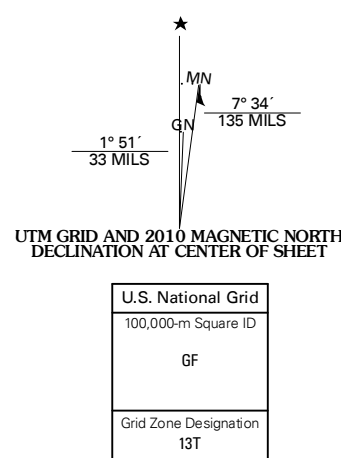 ★
MN
7° 34´
135 MILS
GN
1° 51´
33 MILS
UTM GRID AND 2010 MAGNETIC NORTH
DECLINATION AT CENTER OF SHEET
U.S. National Grid
100,000-m Square ID
GF
Grid Zone Designation
13T